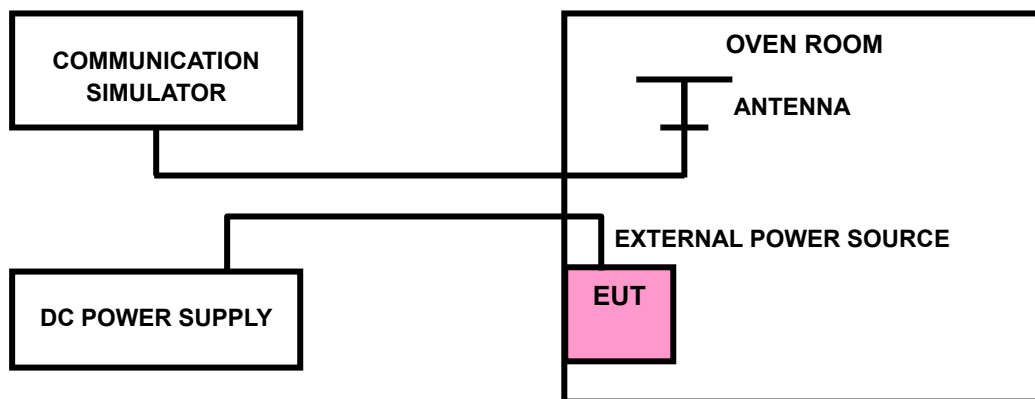 COMMUNICATION
SIMULATOR
OVEN ROOM
ANTENNA
EXTERNAL POWER SOURCE
EUT
DC POWER SUPPLY